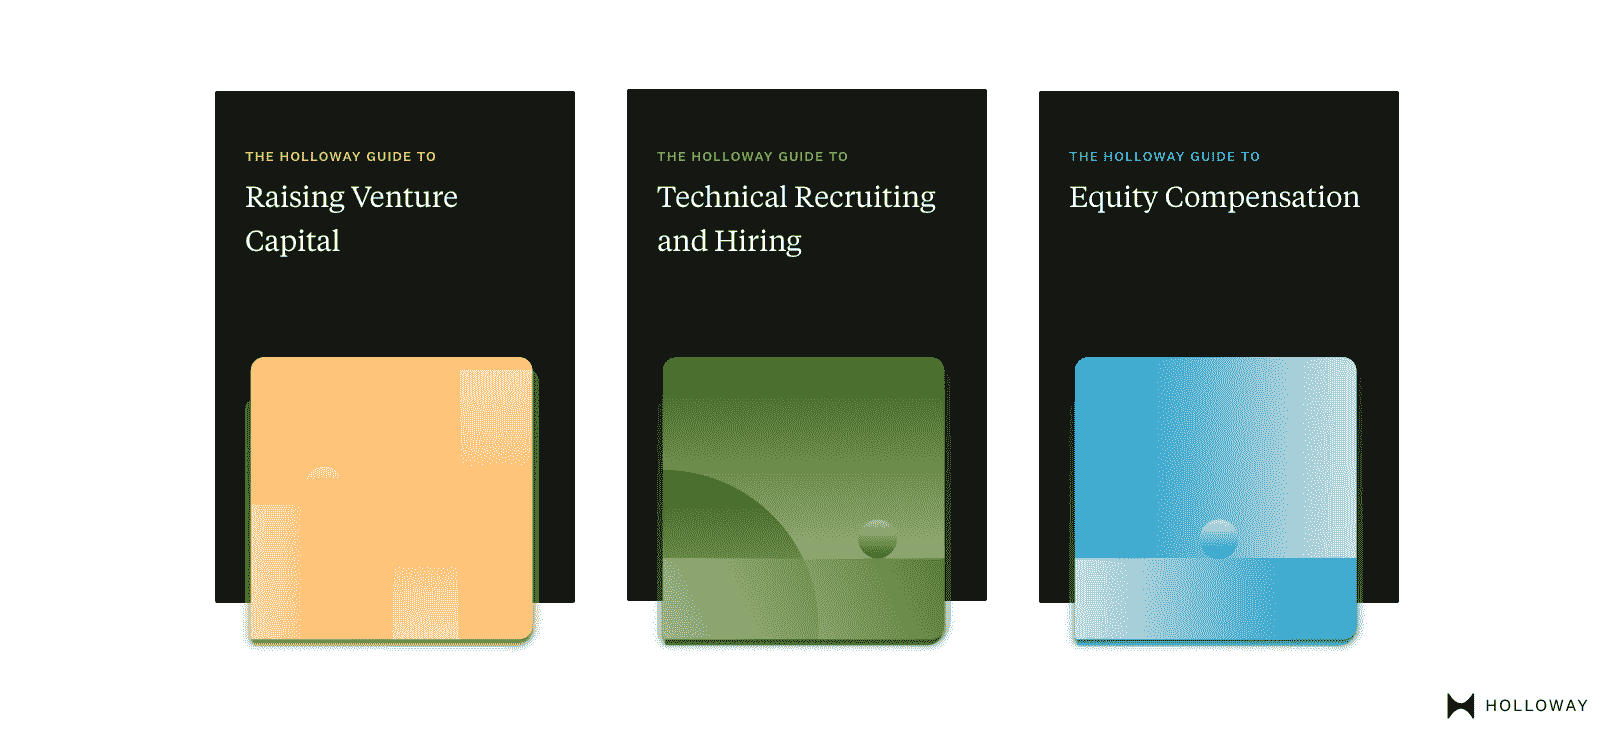 THE HOLLOWAY GUIDE TO
Raising Venture
Capital
THE HOLLOWAY GUIDE TO
Technical Recruiting
and Hiring
THE HOLLOWAY GUIDE TO
Equity Compensation
HOLLOWAY